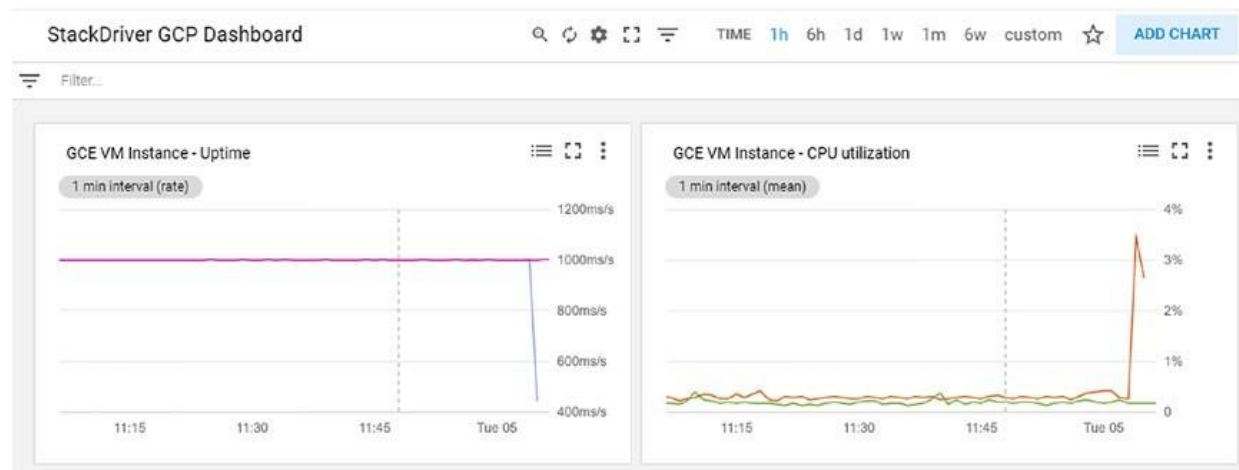 StackDriver GCP Dashboard
TIME 1h 6h 1d 1w 1m 6w custom ADD CHART
Filter...
GCE VM Instance - Uptime
1 min interval (rate)
1200ms/s
1000ms/s
800ms/s
600ms/s
400ms/s
11:15 11:30 11:45 Tue 05
GCE VM Instance - CPU utilization
1 min interval (mean)
4%
3%
2%
1%
0
11:15 11:30 11:45 Tue 05